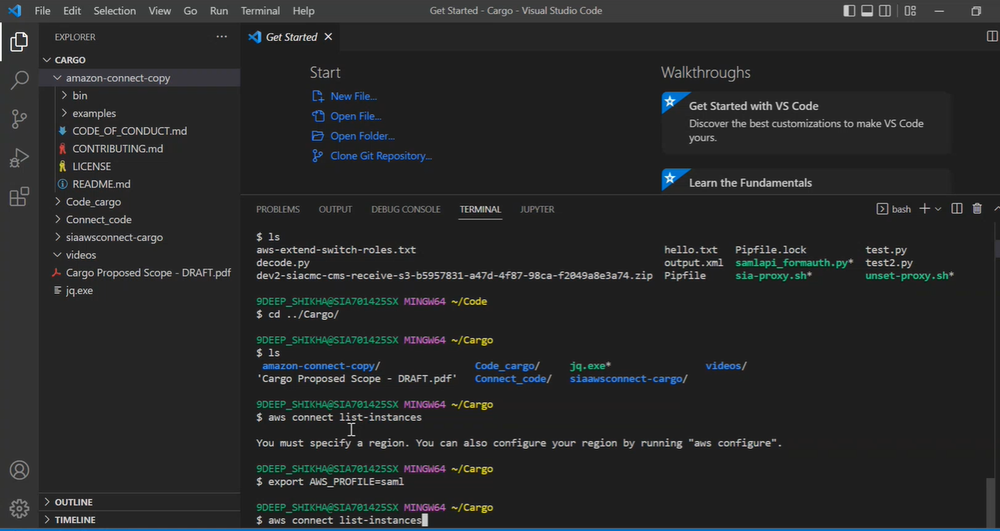 File Edit Selection View Go Run Terminal Help
Get Started - Cargo - Visual Studio Code
EXPLORER
CARGO
amazon-connect-copy
bin
examples
CODE_OF_CONDUCT.md
CONTRIBUTING.md
LICENSE
README.md
Code_cargo
Connect_code
siaawsconnect-cargo
videos
Cargo Proposed Scope - DRAFT.pdf
jq.exe
OUTLINE
TIMELINE
Get Started
Start
New File...
Open File...
Open Folder...
Clone Git Repository...
Walkthroughs
Get Started with VS Code
Discover the best customizations to make VS Code
yours.
Learn the Fundamentals
PROBLEMS OUTPUT DEBUG CONSOLE TERMINAL JUPYTER
bash
$ ls
aws-extend-switch-roles.txt hello.txt Pipfile.lock test.py
decode.py output.xml samlapi_formauth.py* test2.py
dev2-siacmc-cms-receive-s3-b5957831-a47d-4f87-98ca-f2049a8e3a74.zip Pipfile sia-proxy.sh* unset-proxy.sh*
9DEEP_SHIKHA@SIA701425SX MINGW64 ~/Code
$ cd ../Cargo/
9DEEP_SHIKHA@SIA701425SX MINGW64 ~/Cargo
$ ls
amazon-connect-copy/ Code_cargo/ jq.exe* videos/
'Cargo Proposed Scope - DRAFT.pdf' Connect_code/ siaawsconnect-cargo/
9DEEP_SHIKHA@SIA701425SX MINGW64 ~/Cargo
$ aws connect list-instances
You must specify a region. You can also configure your region by running "aws configure".
9DEEP_SHIKHA@SIA701425SX MINGW64 ~/Cargo
$ export AWS_PROFILE=saml
9DEEP_SHIKHA@SIA701425SX MINGW64 ~/Cargo
$ aws connect list-instances